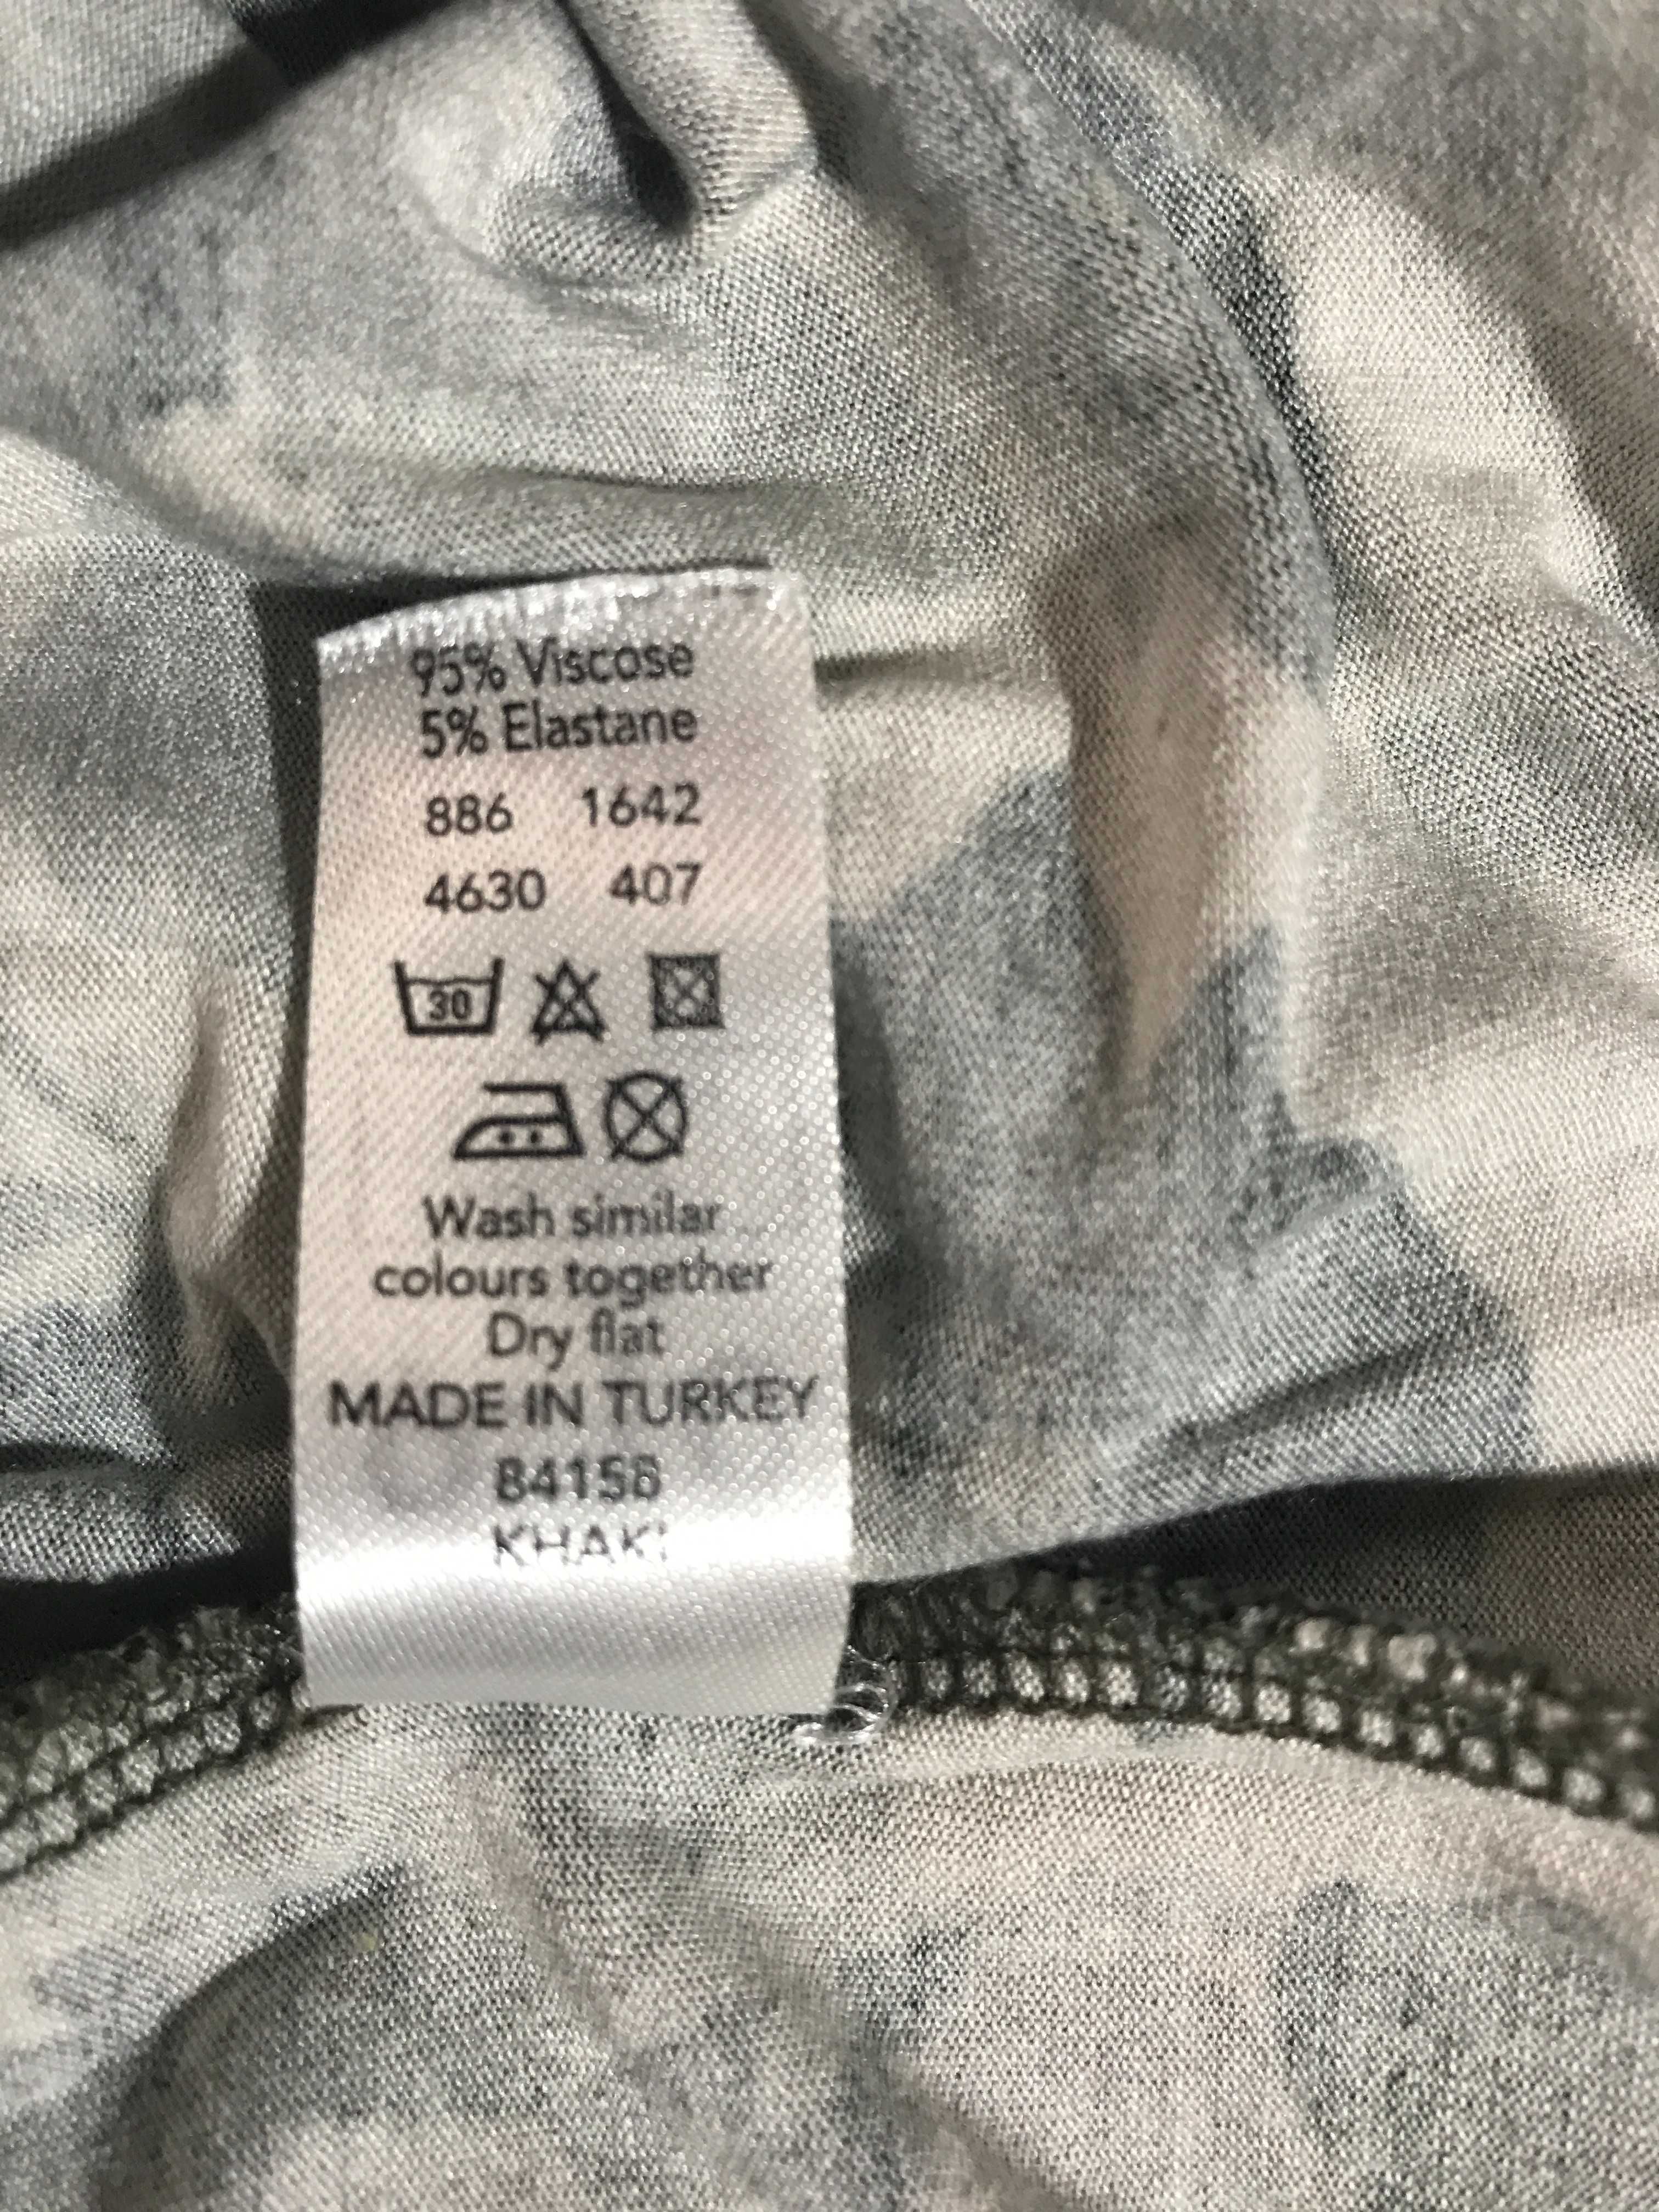 95% Viscose
5% Elastane
886 1642
4630 407
30
Wash similar
colours together
Dry flat
MADE IN TURKEY
84158
KHAKI